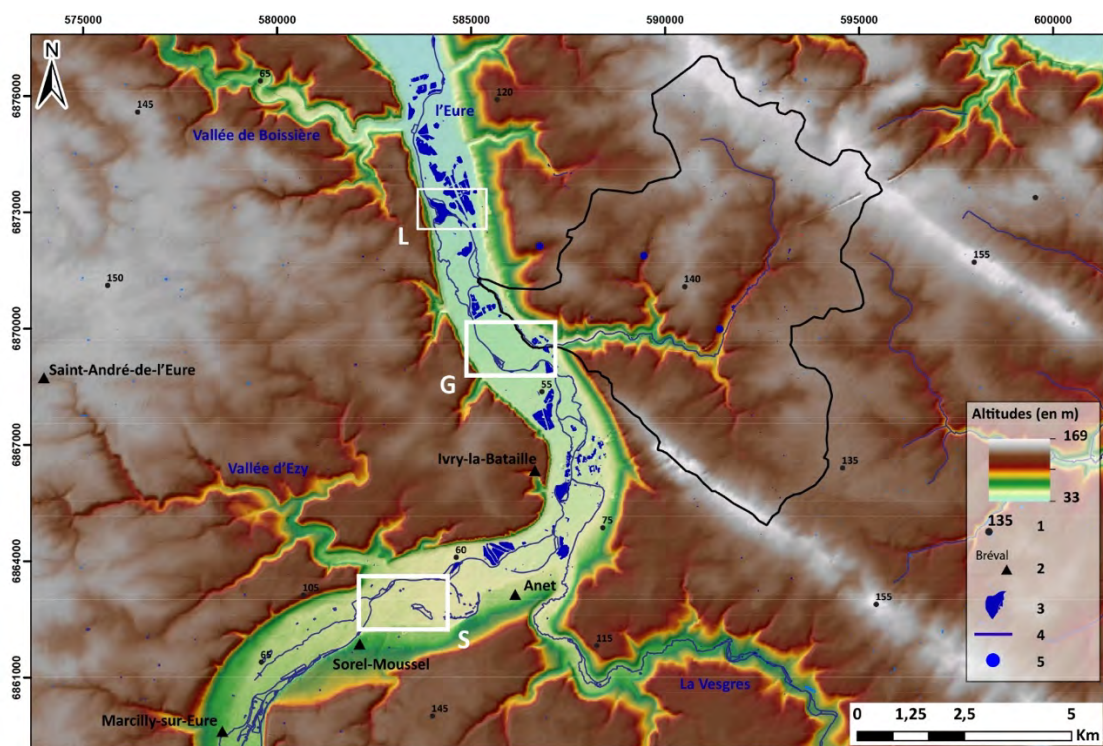 575000 580000 585000 590000 595000 600000
N
6876000
6873000
6870000
6867000
6864000
6861000
65
145
Vallée de Boissière
l'Eure
120
L
150
140
155
Saint-André-de-l'Eure
G
55
Ivry-la-Bataille
Vallée d'Ezy
135
75
60
105
Anet
S
155
65
Sorel-Moussel
115
La Vesgres
Marcilly-sur-Eure
145
Altitudes (en m)
169
33
135 1
Bréval 2
3
4
5
0 1,25 2,5 5
Km